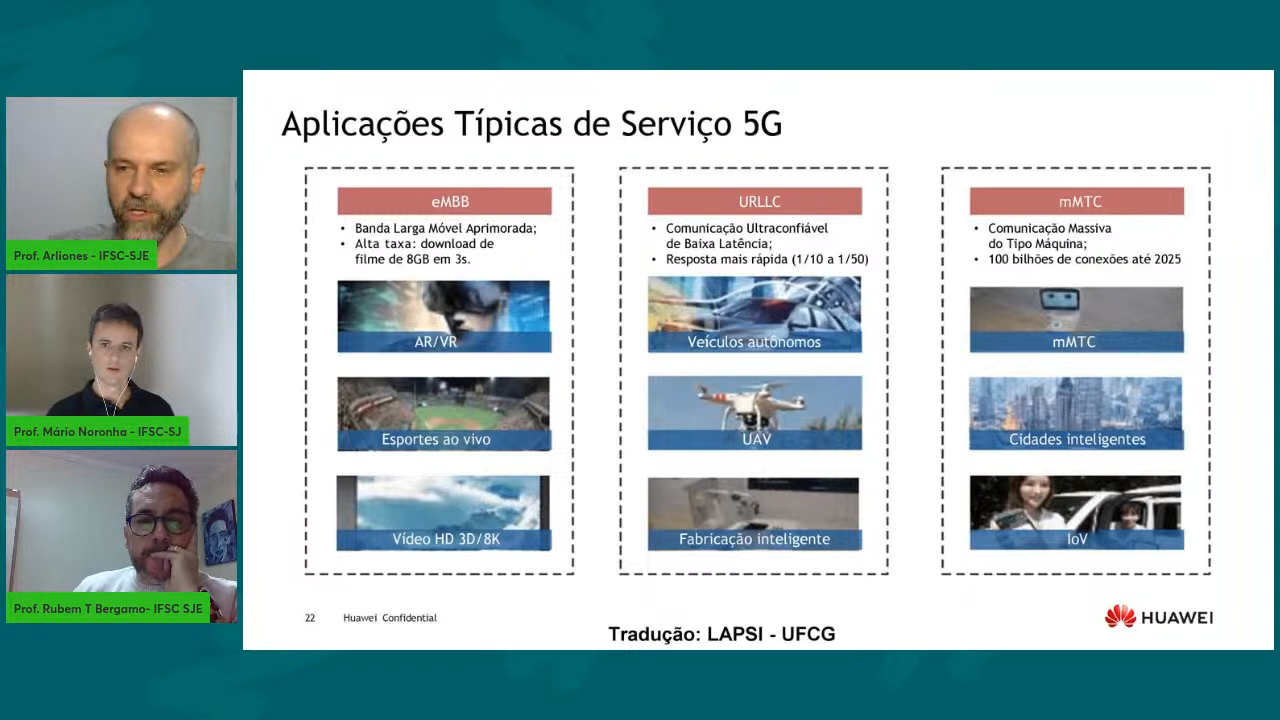 Prof. Arliones - IFSC-SJE
Prof. Mário Noronha - IFSC-SJ
Prof. Rubem T Bergamo- IFSC SJE
Aplicações Típicas de Serviço 5G
eMBB
• Banda Larga Móvel Aprimorada;
• Alta taxa: download de
filme de 8GB em 3s.
AR/VR
Esportes ao vivo
Vídeo HD 3D/8K
URLLC
• Comunicação Ultraconfiável
de Baixa Latência;
• Resposta mais rápida (1/10 a 1/50)
Veículos autônomos
UAV
Fabricação inteligente
mMTC
• Comunicação Massiva
do Tipo Máquina;
• 100 bilhões de conexões até 2025
mMTC
Cidades inteligentes
IoV
22 Huawei Confidential
Tradução: LAPSI - UFCG
HUAWEI